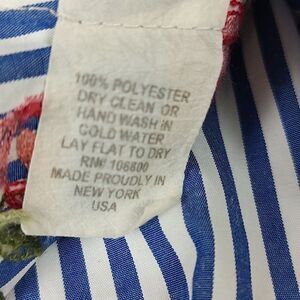 100% POLYESTER
DRY CLEAN OR
HAND WASH IN
COLD WATER
LAY FLAT TO DRY
RN# 106800
MADE PROUDLY IN
NEW YORK
USA